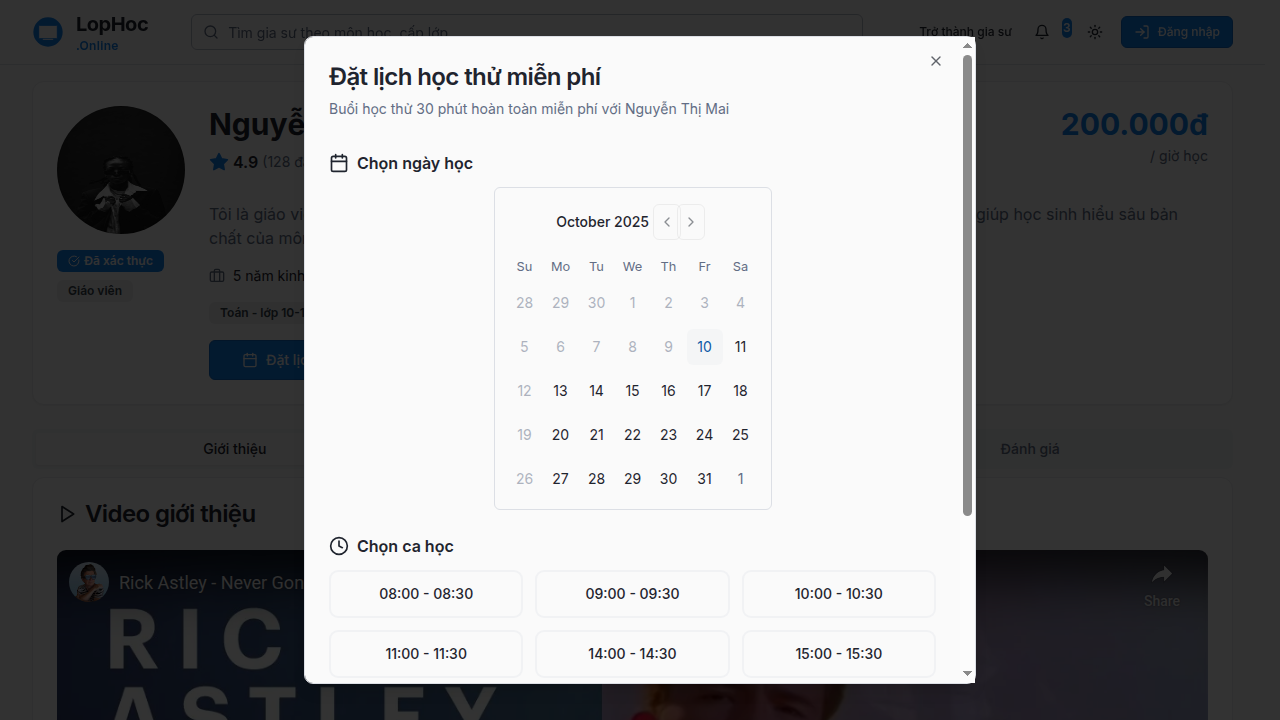 LopHoc
.Online
Tìm gia sư theo môn học, cấp lớp
Trở thành gia sư
3
Đăng nhập
Đặt lịch học thử miễn phí
Buổi học thử 30 phút hoàn toàn miễn phí với Nguyễn Thị Mai
200.000đ
/ giờ học
4.9 (128
Tôi là giáo
giúp học sinh hiểu sâu bản
chất của
Đã xác thực
Giáo viên
5 năm kinh
Toán - lớp 10-1
Đặt
Chọn ngày học
October 2025
Su Mo Tu We Th Fr Sa
28 29 30 1 2 3 4
5 6 7 8 9 10 11
12 13 14 15 16 17 18
19 20 21 22 23 24 25
26 27 28 29 30 31 1
Giới thiệu
Đánh giá
Video giới thiệu
Chọn ca học
08:00 - 08:30
09:00 - 09:30
10:00 - 10:30
11:00 - 11:30
14:00 - 14:30
15:00 - 15:30
Rick Astley - Never Gon
Share
RIC
ASTLEY